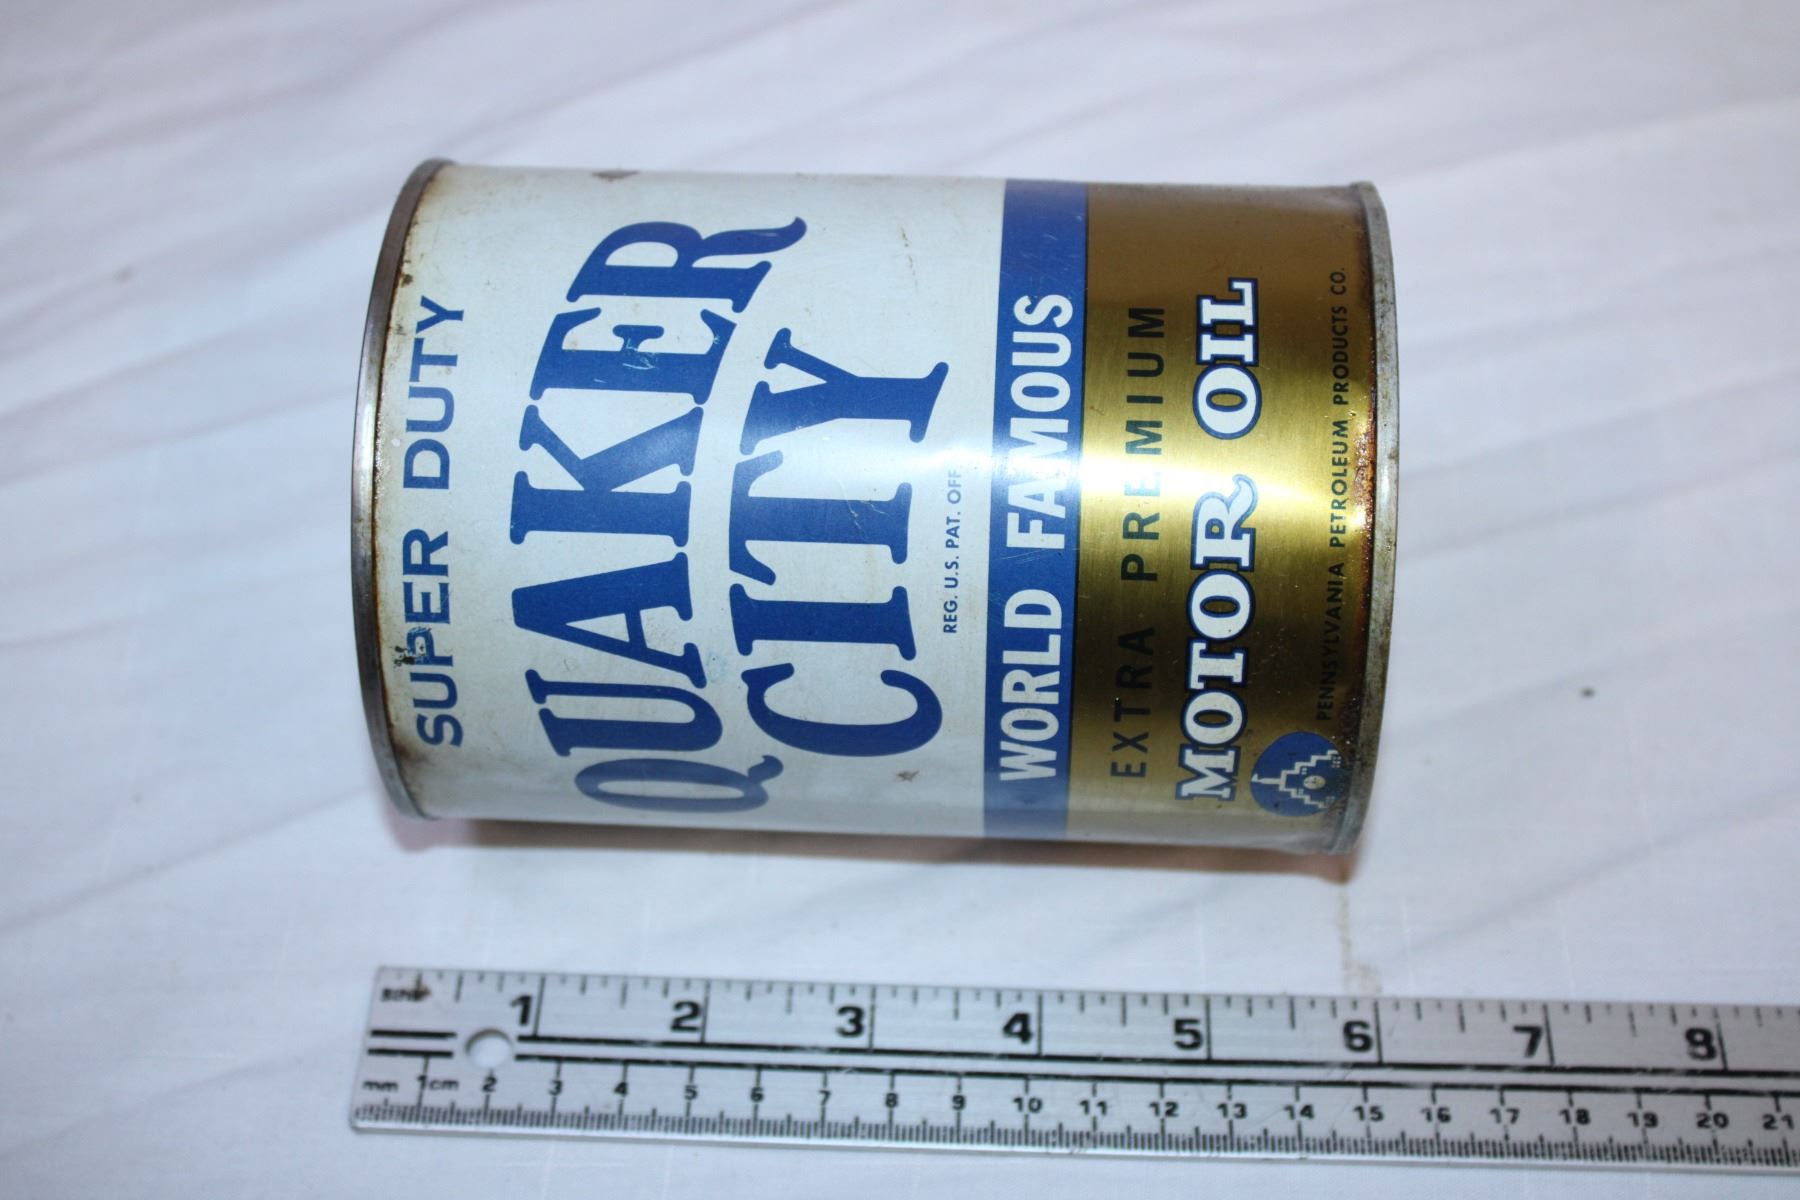 SUPER DUTY
QUAKER
CITY
REG. U.S. PAT. OFF.
WORLD FAMOUS
EXTRA PREMIUM
MOTOR OIL
PENNSYLVANIA PETROLEUM PRODUCTS CO.
1 2 3 4 5 6 7 8
mm 1cm 2 3 4 5 6 7 8 9 10 11 12 13 14 15 16 17 18 19 20 21